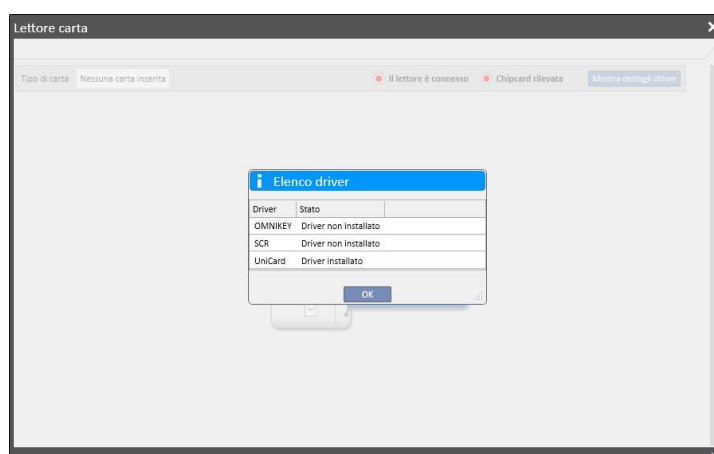 Lettore carta
Tipo di carta Nessuna carta inserita Il lettore è connesso Chipcard rilevata Mostra dettagli driver
Elenco driver
Driver Stato
OMNIKEY Driver non installato
SCR Driver non installato
UniCard Driver installato
OK